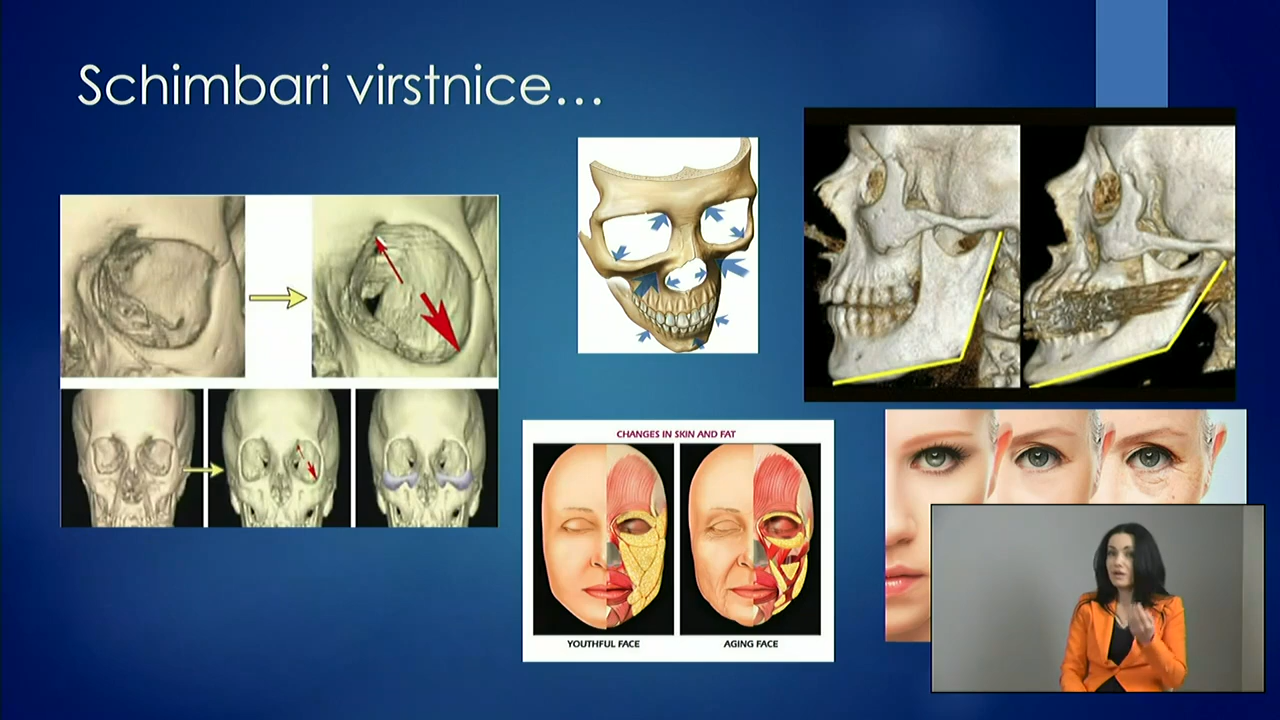 Schimbari virstnice...
CHANGES IN SKIN AND FAT
YOUTHFUL FACE
AGING FACE